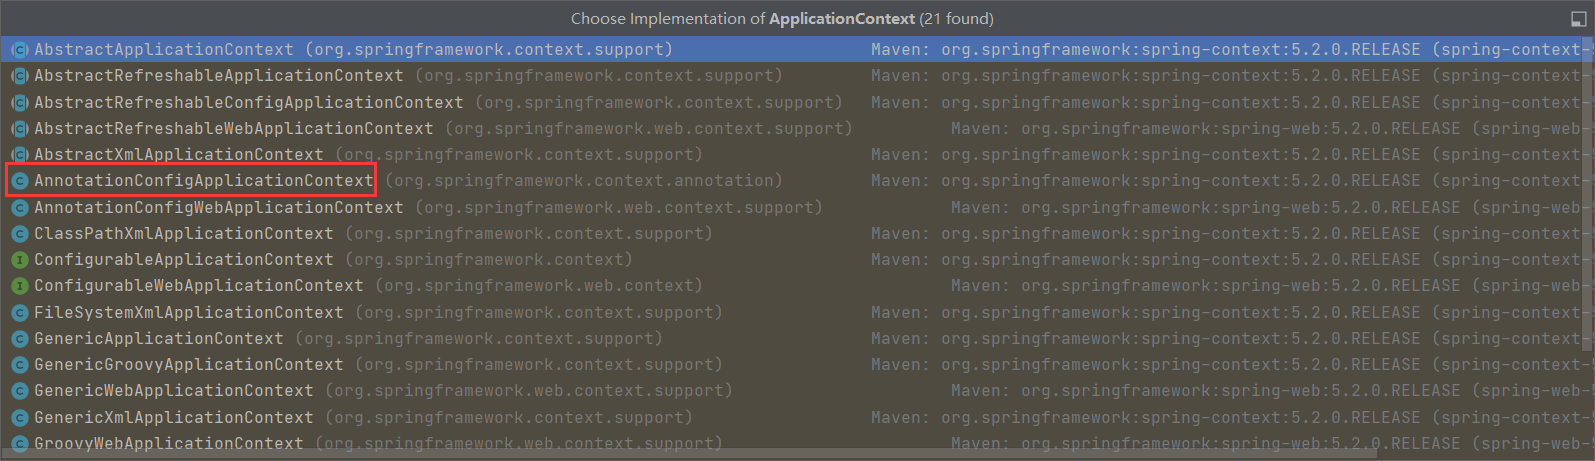 Choose Implementation of ApplicationContext (21 found)
AbstractApplicationContext (org.springframework.context.support) Maven: org.springframework:spring-context:5.2.0.RELEASE (spring-context-
AbstractRefreshableApplicationContext (org.springframework.context.support) Maven: org.springframework:spring-context:5.2.0.RELEASE (spring-context-
AbstractRefreshableConfigApplicationContext (org.springframework.context.support) Maven: org.springframework:spring-context:5.2.0.RELEASE (spring-context-
AbstractRefreshableWebApplicationContext (org.springframework.web.context.support) Maven: org.springframework:spring-web:5.2.0.RELEASE (spring-web-
AbstractXmlApplicationContext (org.springframework.context.support) Maven: org.springframework:spring-context:5.2.0.RELEASE (spring-context-
AnnotationConfigApplicationContext (org.springframework.context.annotation) Maven: org.springframework:spring-context:5.2.0.RELEASE (spring-context-
AnnotationConfigWebApplicationContext (org.springframework.web.context.support) Maven: org.springframework:spring-web:5.2.0.RELEASE (spring-web-
ClassPathXmlApplicationContext (org.springframework.context.support) Maven: org.springframework:spring-context:5.2.0.RELEASE (spring-context-
ConfigurableApplicationContext (org.springframework.context) Maven: org.springframework:spring-context:5.2.0.RELEASE (spring-context-
ConfigurableWebApplicationContext (org.springframework.web.context) Maven: org.springframework:spring-web:5.2.0.RELEASE (spring-web-
FileSystemXmlApplicationContext (org.springframework.context.support) Maven: org.springframework:spring-context:5.2.0.RELEASE (spring-context-
GenericApplicationContext (org.springframework.context.support) Maven: org.springframework:spring-context:5.2.0.RELEASE (spring-context-
GenericGroovyApplicationContext (org.springframework.context.support) Maven: org.springframework:spring-context:5.2.0.RELEASE (spring-context-
GenericWebApplicationContext (org.springframework.web.context.support) Maven: org.springframework:spring-web:5.2.0.RELEASE (spring-web-
GenericXmlApplicationContext (org.springframework.context.support) Maven: org.springframework:spring-context:5.2.0.RELEASE (spring-context-
GroovyWebApplicationContext (org.springframework.web.context.support) Maven: org.springframework:spring-web:5.2.0.RELEASE (spring-web-